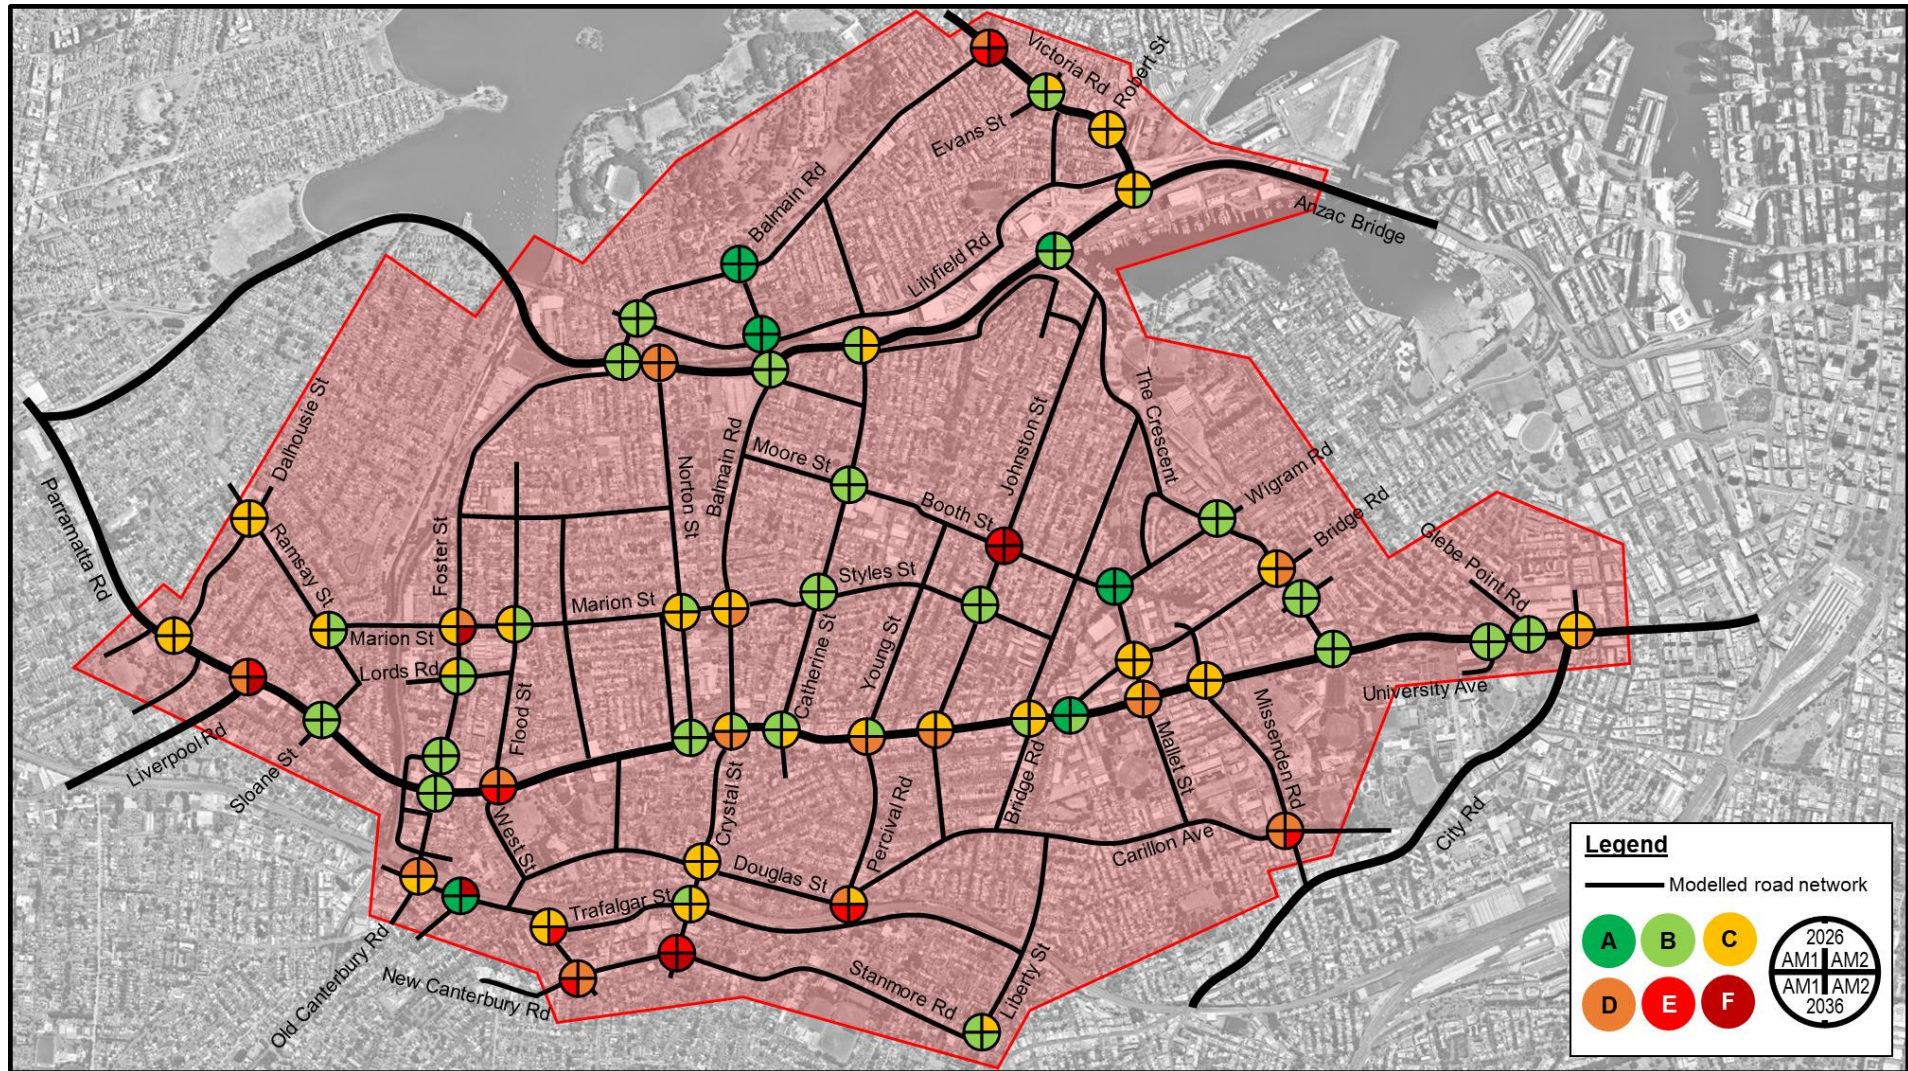 Victoria Rd
Robert St
Evans St
Balmain Rd
Anzac Bridge
Lilyfield Rd
Dalhousie St
The Crescent
Johnston St
Parramatta Rd
Norton St
Balmain Rd
Moore St
Wigram Rd
Booth St
Bridge Rd
Ramsay St
Foster St
Glebe Point Rd
Styles St
Marion St
Marion St
Lords Rd
Catherine St
Young St
Flood St
University Ave
Liverpool Rd
Sloane St
Missenden Rd
Mallet St
Bridge Rd
Crystal St
Percival Rd
West St
Carillon Ave
City Rd
Douglas St
Trafalgar St
Old Canterbury Rd
New Canterbury Rd
Stanmore Rd
Liberty St
Legend
Modelled road network
A B C
D E F
2026
AM1 AM2
AM1 AM2
2036